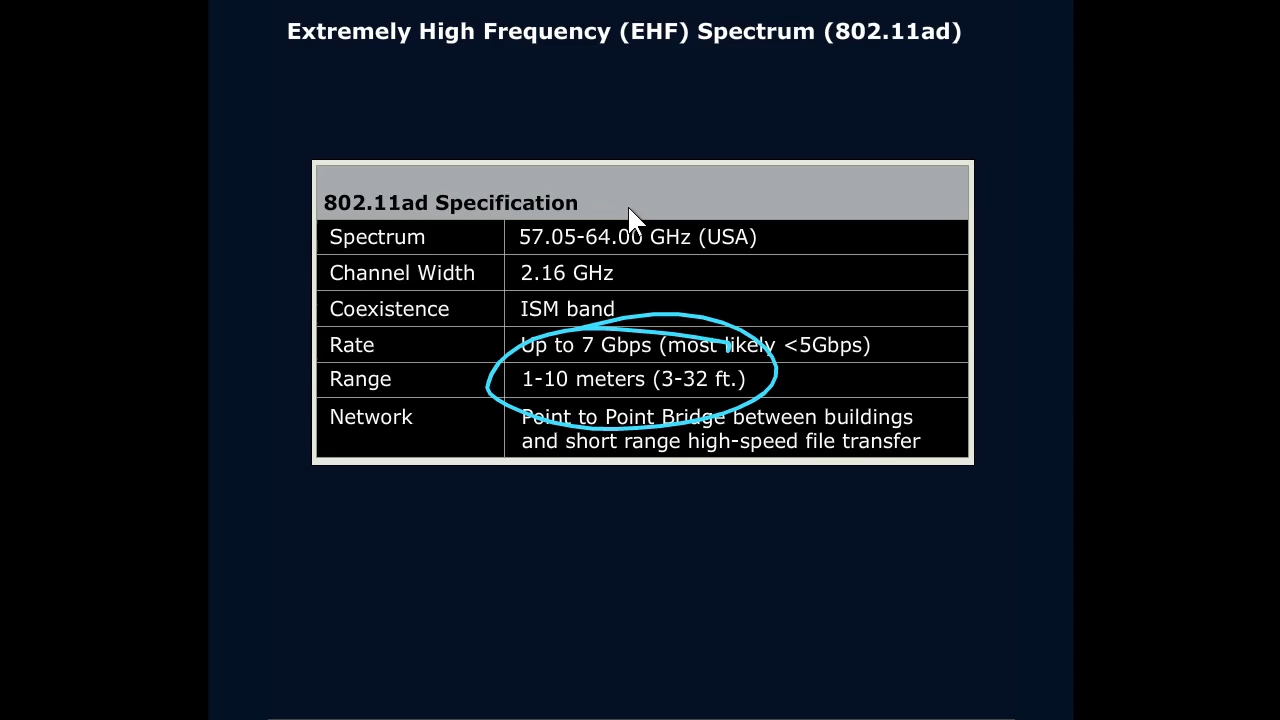 Extremely High Frequency (EHF) Spectrum (802.11ad)
802.11ad Specification
Spectrum 57.05-64.00 GHz (USA)
Channel Width 2.16 GHz
Coexistence ISM band
Rate Up to 7 Gbps (most likely <5Gbps)
Range 1-10 meters (3-32 ft.)
Network Point to Point Bridge between buildings
and short range high-speed file transfer